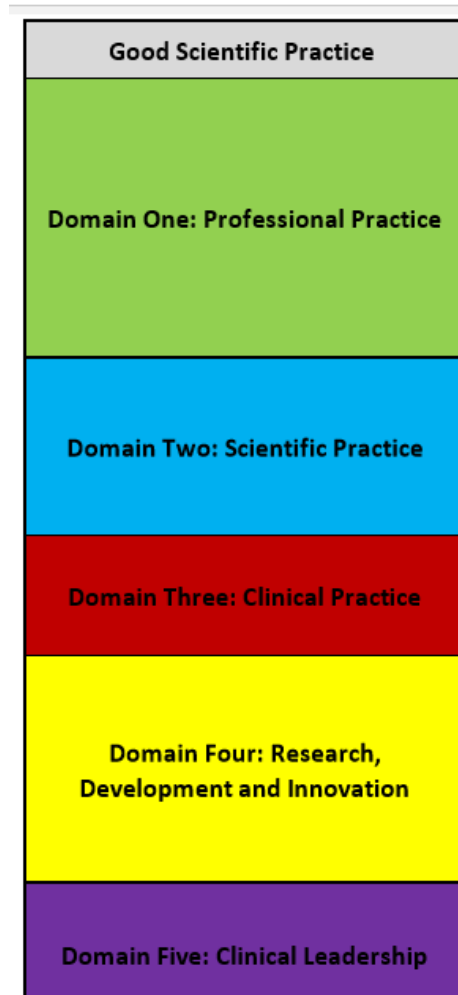 Good Scientific Practice
Domain One: Professional Practice
Domain Two: Scientific Practice
Domain Three: Clinical Practice
Domain Four: Research,
Development and Innovation
Domain Five: Clinical Leadership